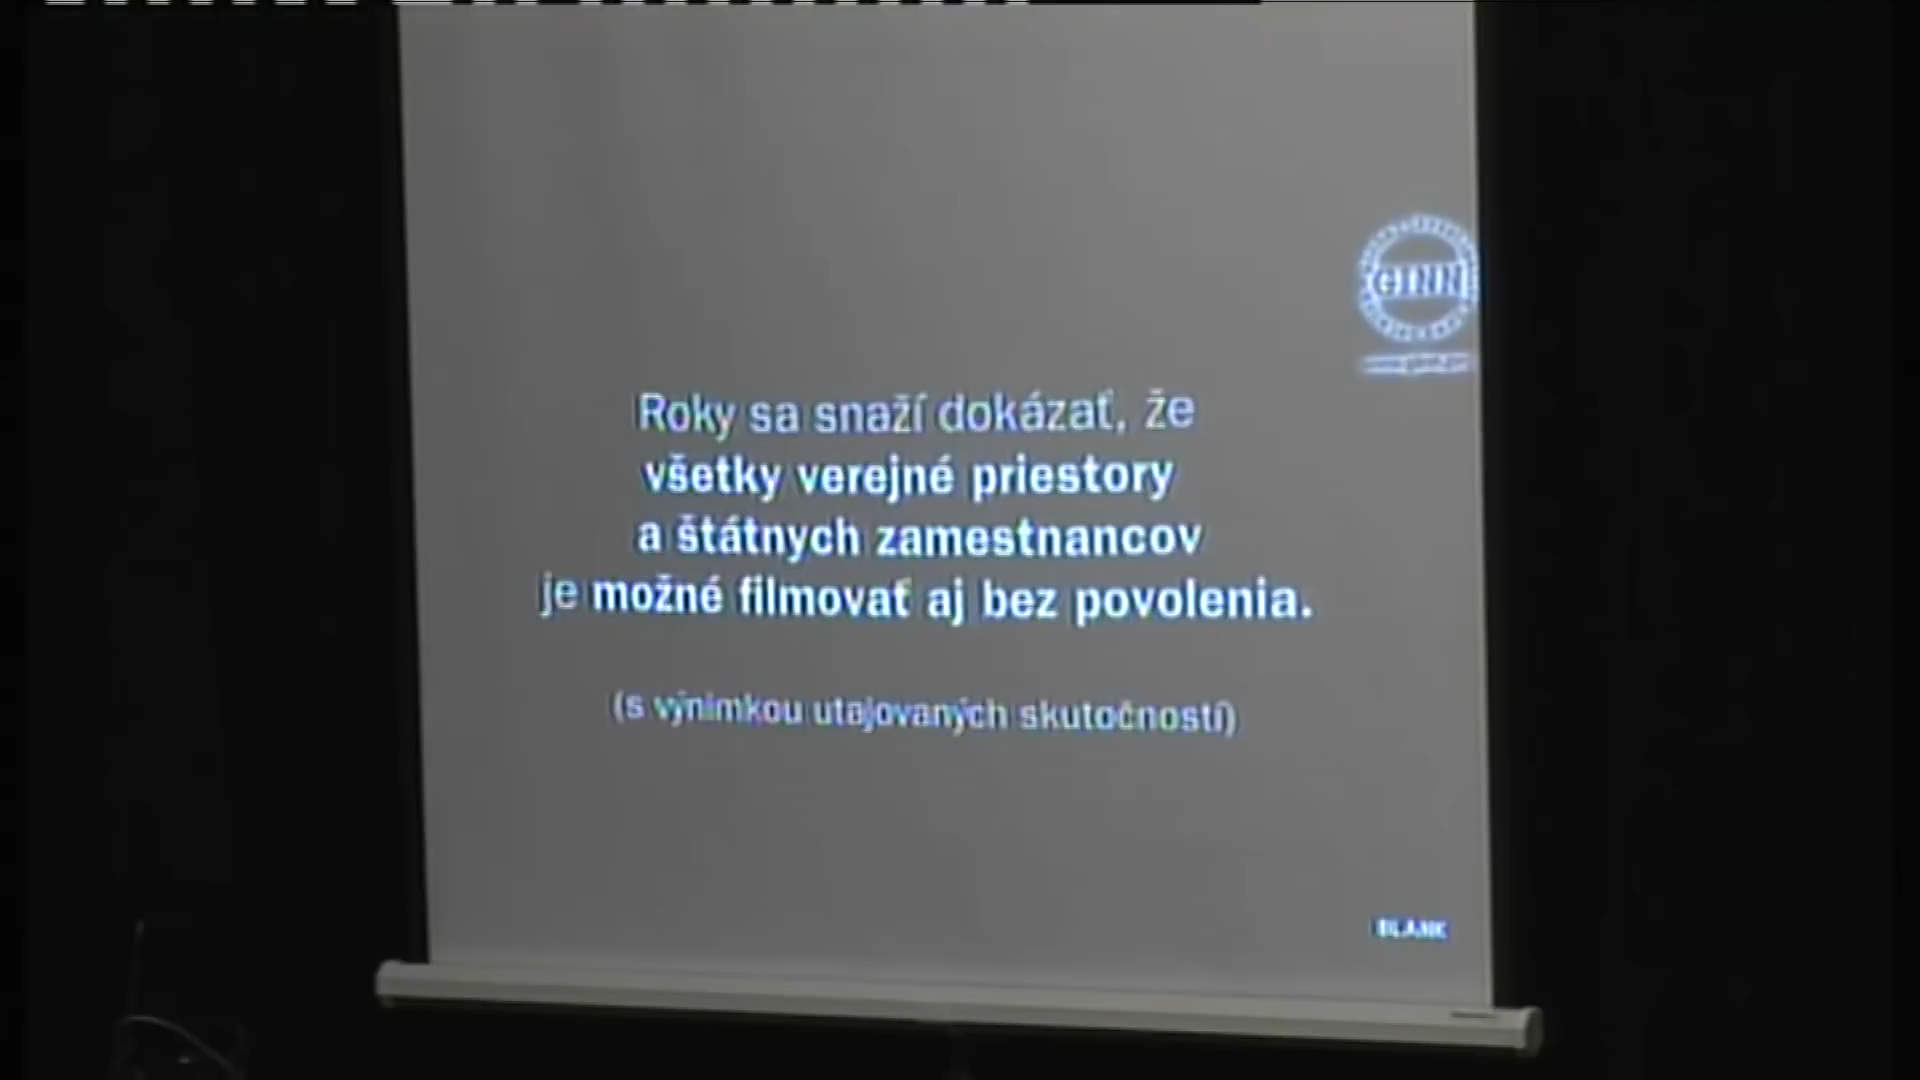 GINN
Roky sa snaží dokázať, že
všetky verejné priestory
a štátnych zamestnancov
je možné filmovať aj bez povolenia.
(s výnimkou utajovaných skutočností)
BLANK